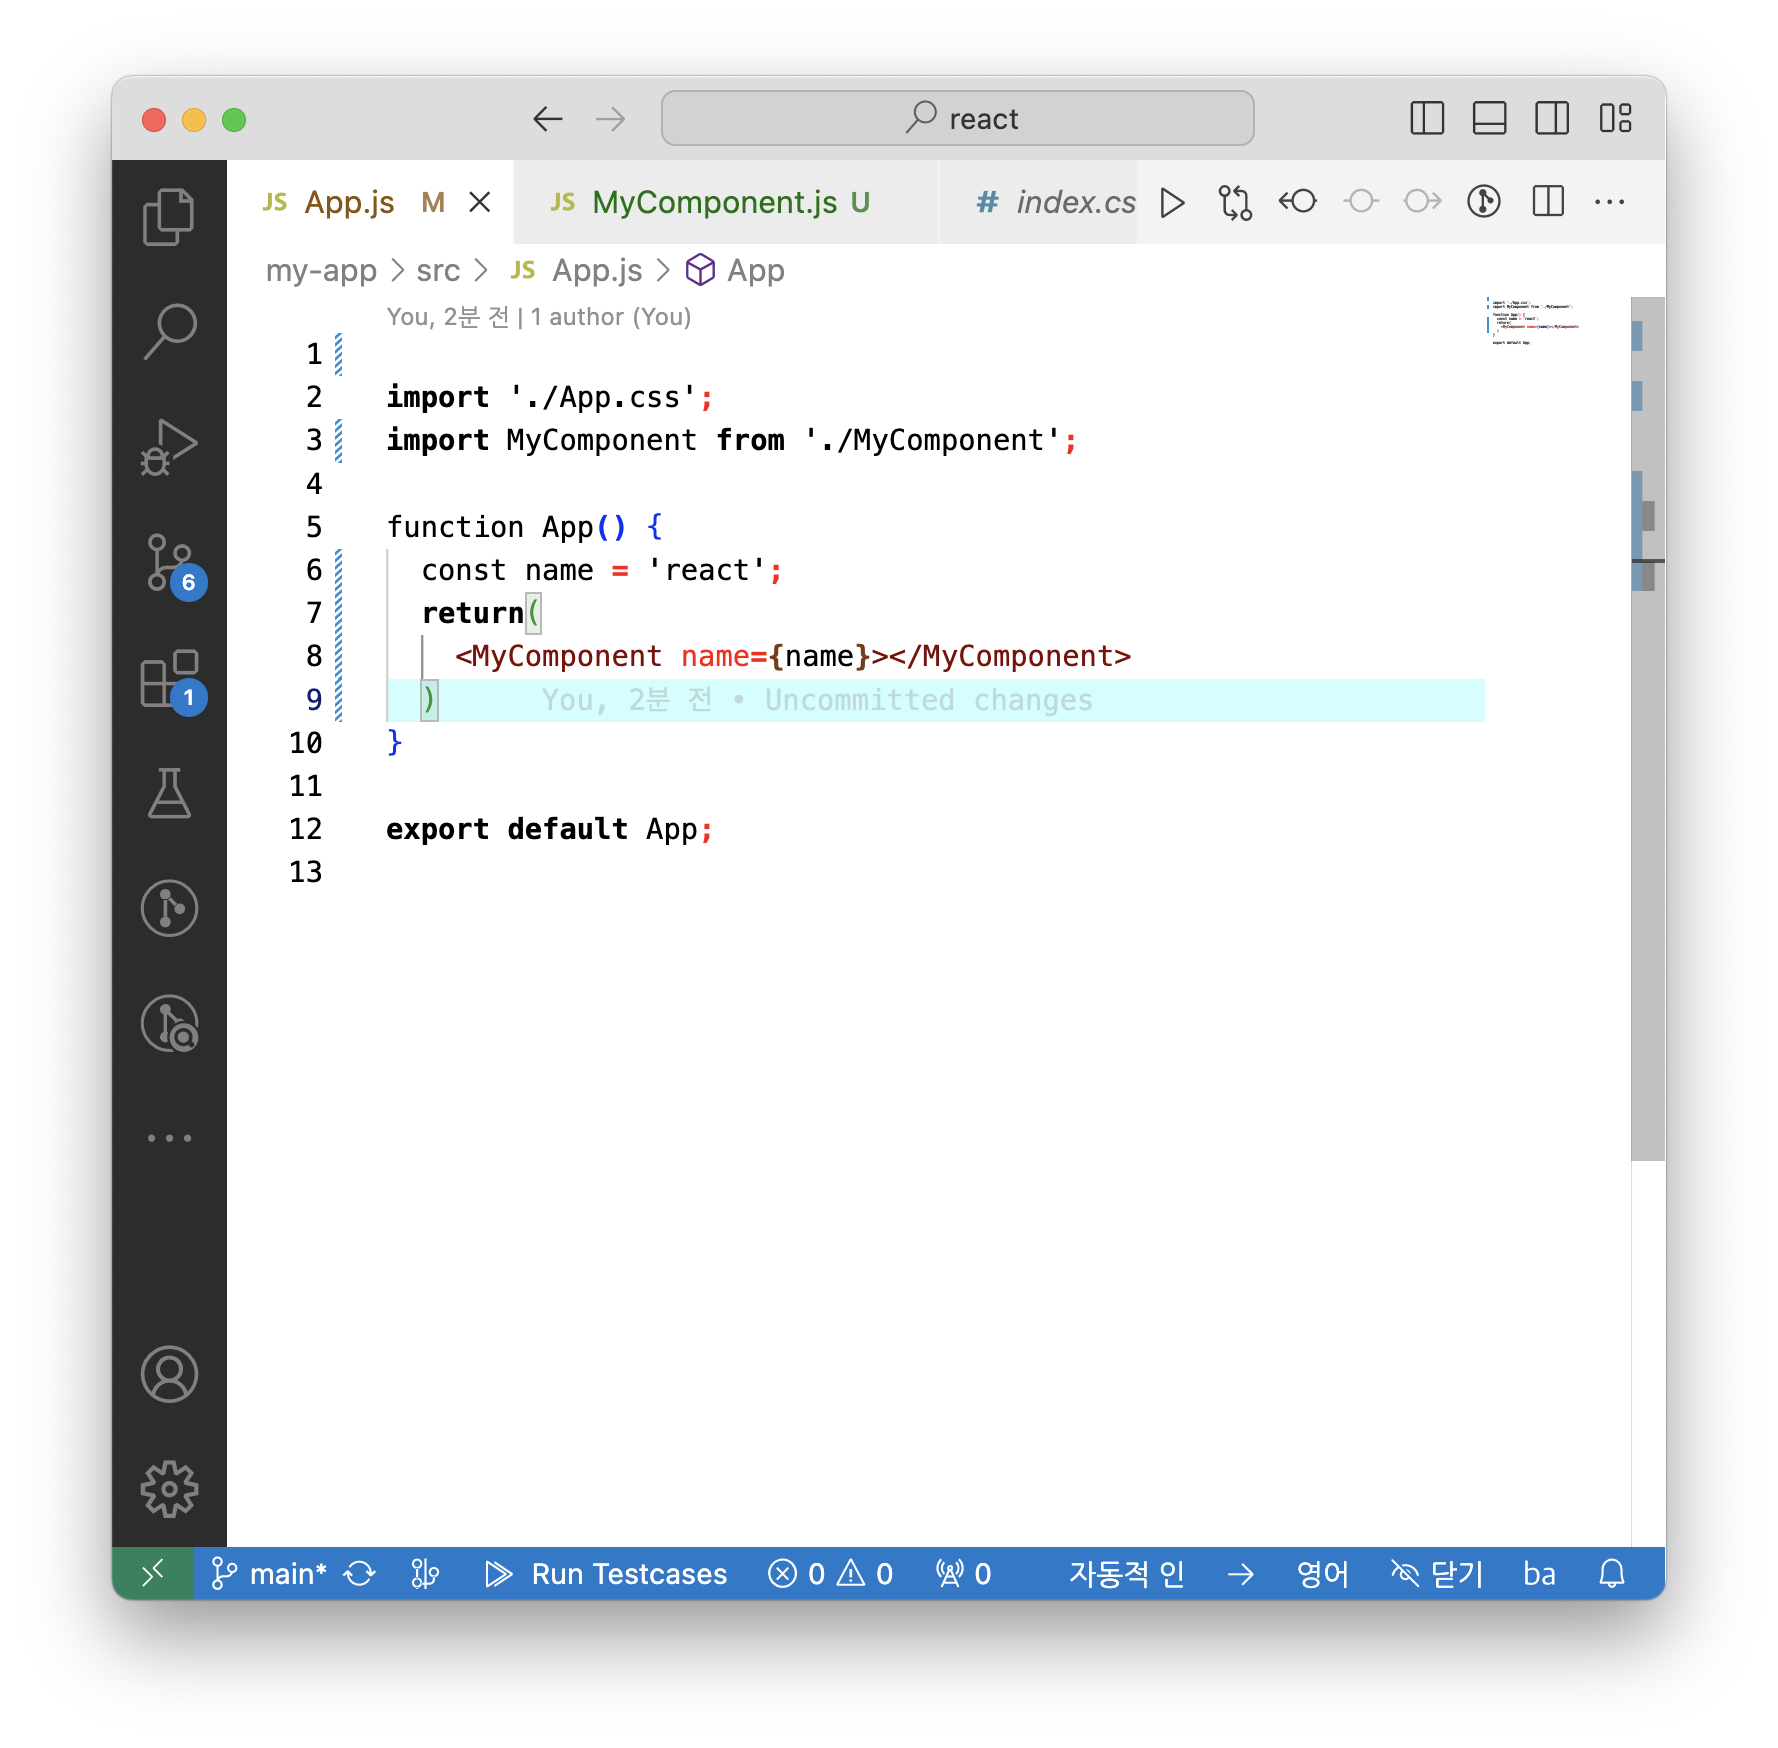 react
JS App.js M JS MyComponent.js U # index.cs
my-app > src > JS App.js > App
You, 2분 전 | 1 author (You)
1
2 import './App.css';
3 import MyComponent from './MyComponent';
4
5 function App() {
6 const name = 'react';
7 return(
8 <MyComponent name={name}></MyComponent>
9 ) You, 2분 전 • Uncommitted changes
10 }
11
12 export default App;
13
6
1
main* Run Testcases 0 0 0 자동적 인 → 영어 닫기 ba